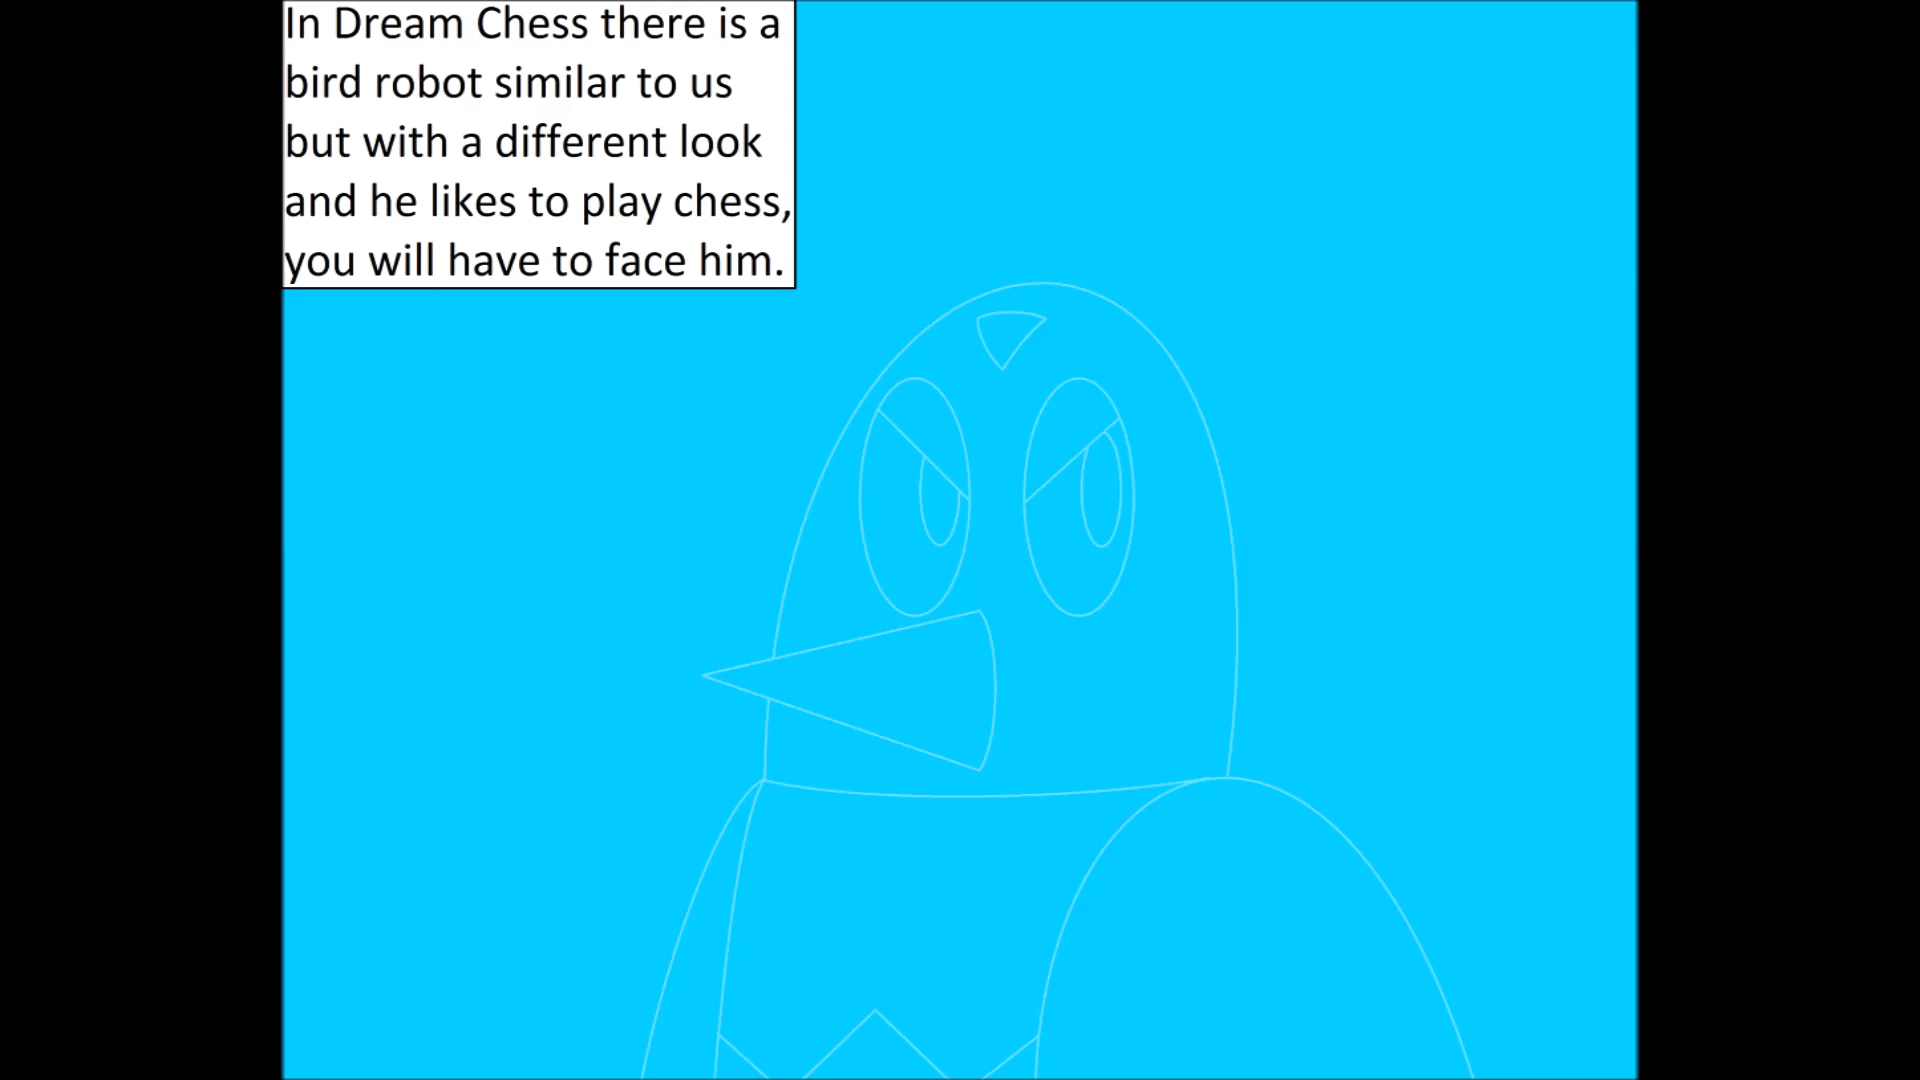 In Dream Chess there is a
bird robot similar to us
but with a different look
and he likes to play chess,
you will have to face him.